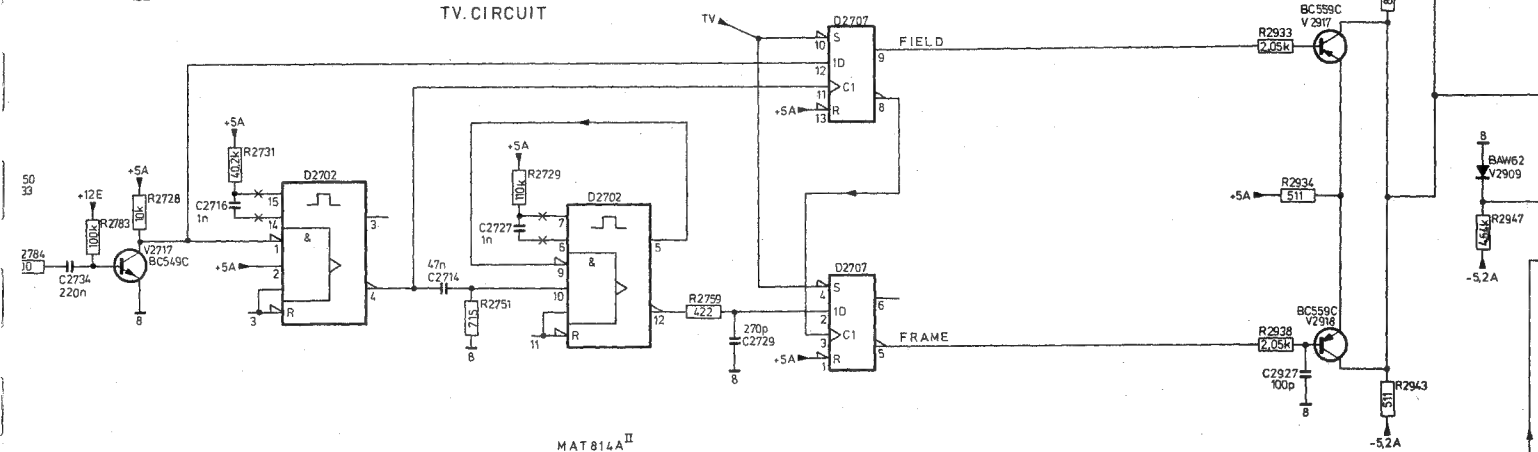 TV. CIRCUIT
TV
D2707
S
10
1D
12
C1
11
+5A
R
13
9
FIELD
8
R2933
2,05k
BC559C
V2917
+5A
R2731
40,2k
C2716
1n
D2702
15
14
&
1
+5A
2
R
3
3
4
50
33
+12E
R2783
100k
+5A
R2728
10k
2784
C2734
220n
V2717
BC549C
8
47n
C2714
R2751
715
8
+5A
R2729
110k
C2727
1n
D2702
7
6
&
9
10
R
11
5
12
R2759
422
270p
C2729
8
D2707
S
4
1D
2
C1
3
+5A
R
1
6
5
FRAME
+5A
R2934
511
R2938
2,05k
BC559C
V2918
C2927
100p
8
R2943
511
-5,2A
8
BAW62
V2909
R2947
4,64k
-5,2A
MAT 814A II